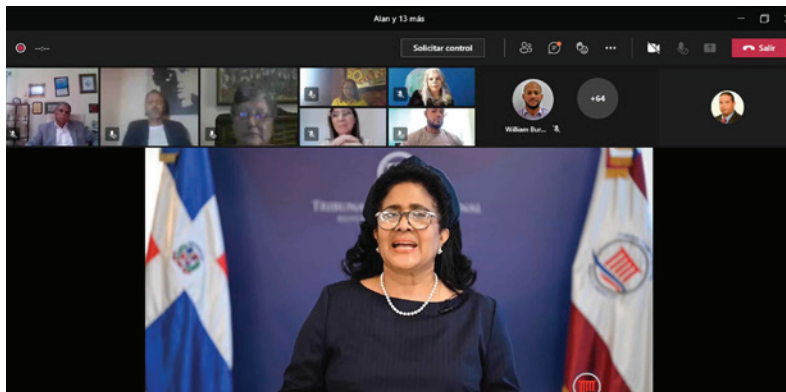 Alan y 13 más
--:--
Solicitar control
Salir
William Bur...
+64